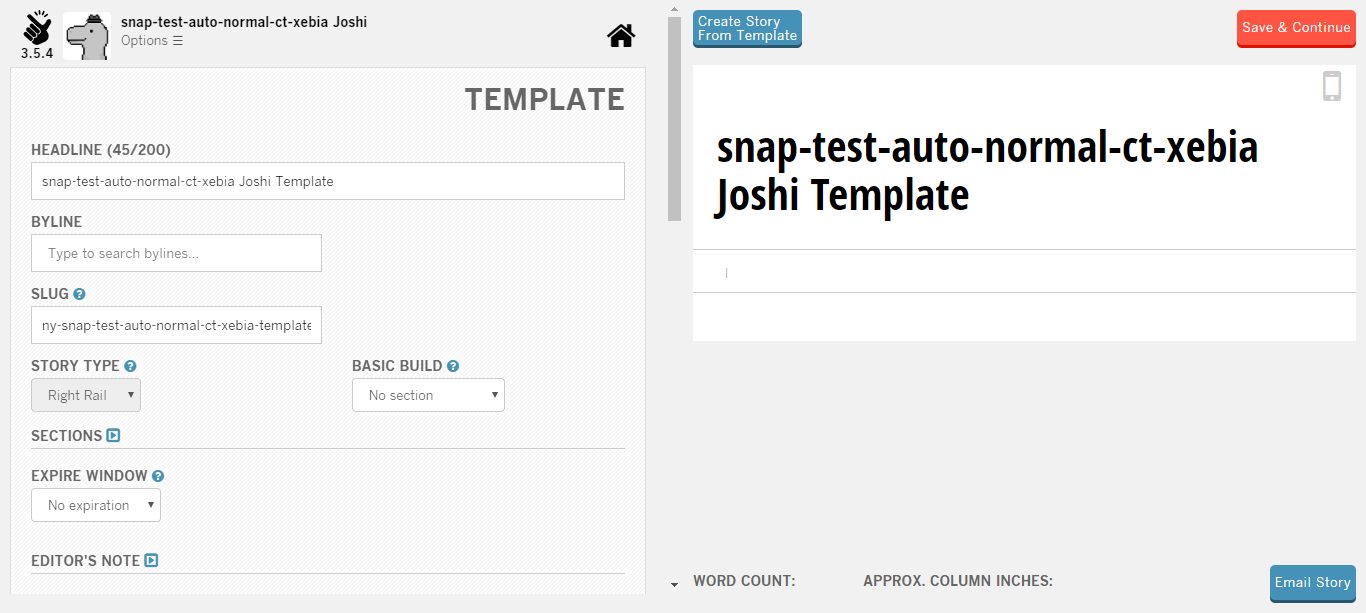 snap-test-auto-normal-ct-xebia Joshi
Options ☰
3.5.4
TEMPLATE
HEADLINE (45/200)
snap-test-auto-normal-ct-xebia Joshi Template
BYLINE
Type to search bylines...
SLUG
ny-snap-test-auto-normal-ct-xebia-template
STORY TYPE
BASIC BUILD
Right Rail
No section
SECTIONS
EXPIRE WINDOW
No expiration
EDITOR'S NOTE
Create Story
From Template
Save & Continue
snap-test-auto-normal-ct-xebia
Joshi Template
|
WORD COUNT:
APPROX. COLUMN INCHES:
Email Story